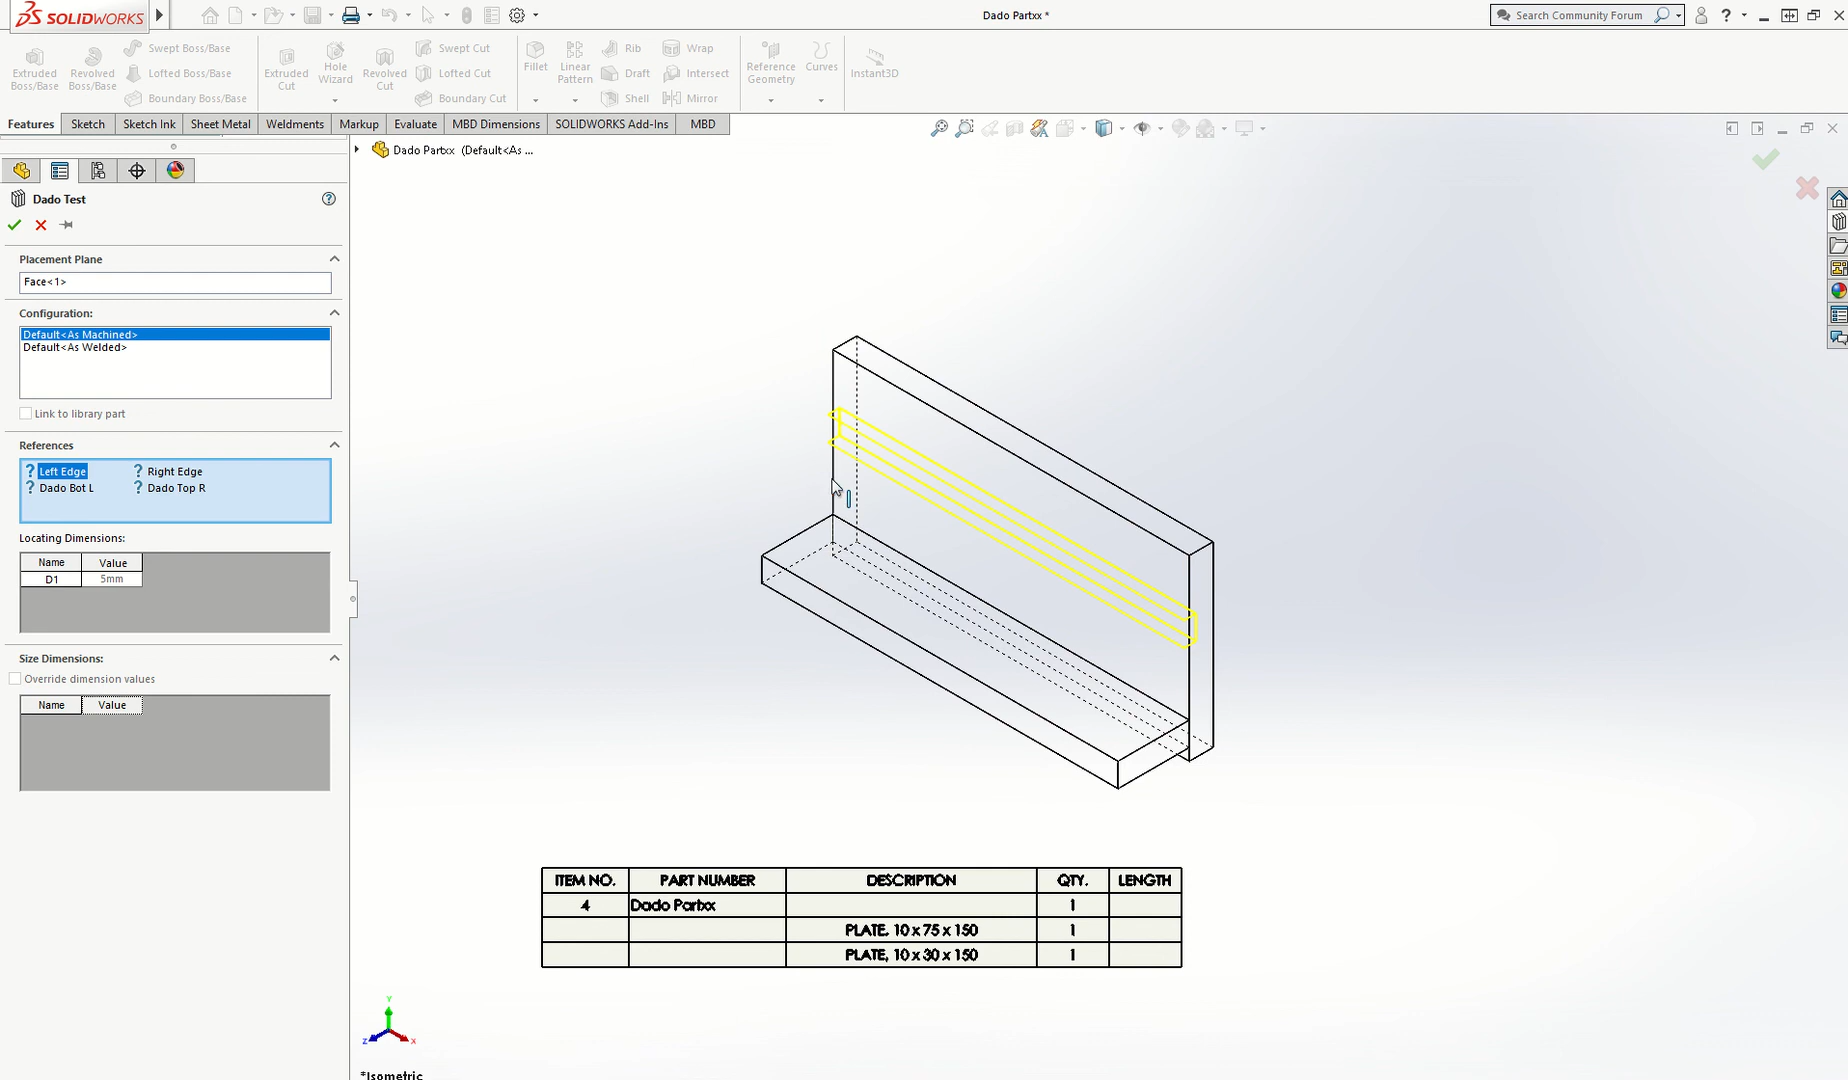 SOLIDWORKS
Dado Partxx *
Search Community Forum
Extruded Boss/Base
Revolved Boss/Base
Swept Boss/Base
Lofted Boss/Base
Boundary Boss/Base
Extruded Cut
Hole Wizard
Revolved Cut
Swept Cut
Lofted Cut
Boundary Cut
Fillet
Linear Pattern
Rib
Draft
Shell
Wrap
Intersect
Mirror
Reference Geometry
Curves
Instant3D
Features Sketch Sketch Ink Sheet Metal Weldments Markup Evaluate MBD Dimensions SOLIDWORKS Add-Ins MBD
Dado Partxx (Default<As ...
Dado Test
Placement Plane
Face<1>
Configuration:
Default<As Machined>
Default<As Welded>
Link to library part
References
Left Edge Right Edge
Dado Bot L Dado Top R
Locating Dimensions:
Name Value
D1 5mm
Size Dimensions:
Override dimension values
Name Value
ITEM NO. PART NUMBER DESCRIPTION QTY. LENGTH
4 Dado Partxx 1
PLATE, 10 x 75 x 150 1
PLATE, 10 x 30 x 150 1
Y
Z X
*Isometric